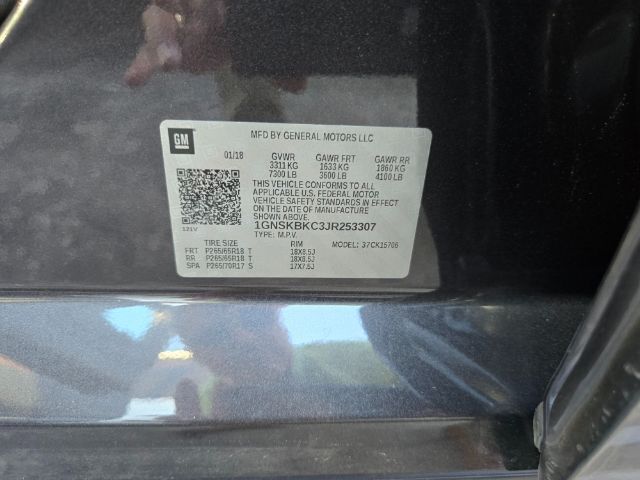 GM
MFD BY GENERAL MOTORS LLC
01/18 GVWR GAWR FRT GAWR RR
3311 KG 1633 KG 1860 KG
7300 LB 3600 LB 4100 LB
THIS VEHICLE CONFORMS TO ALL
APPLICABLE U.S. FEDERAL MOTOR
VEHICLE SAFETY STANDARDS IN EFFECT
ON THE DATE OF MANUFACTURE
SHOWN ABOVE.
1GNSKBKC3JR253307
121V TYPE: M.P.V.
TIRE SIZE RIM MODEL: 37CK15706
FRT P265/65R18 T 18X8.5J
RR P265/65R18 T 18X8.5J
SPA P265/70R17 S 17X7.5J